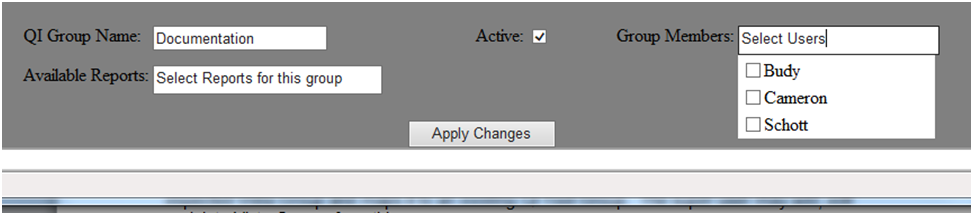 QI Group Name: Documentation Active: Group Members: Select Users
Available Reports: Select Reports for this group
Budy
Cameron
Schott
Apply Changes